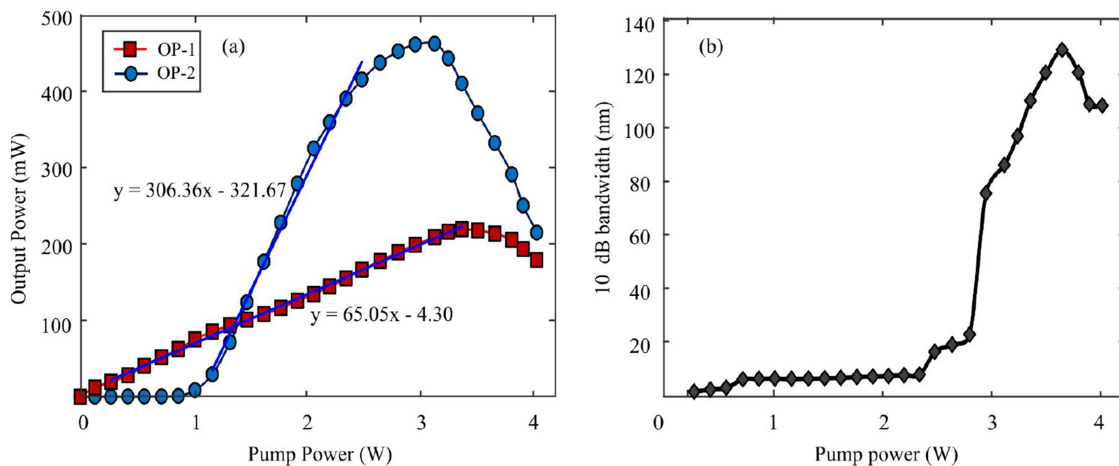 500
400
300
200
100
0
1
2
3
4
Output Power (mW)
Pump Power (W)
OP-1
OP-2
(a)
y = 306.36x - 321.67
y = 65.05x - 4.30
140
120
100
80
60
40
20
0
1
2
3
4
10 dB bandwidth (nm)
Pump power (W)
(b)